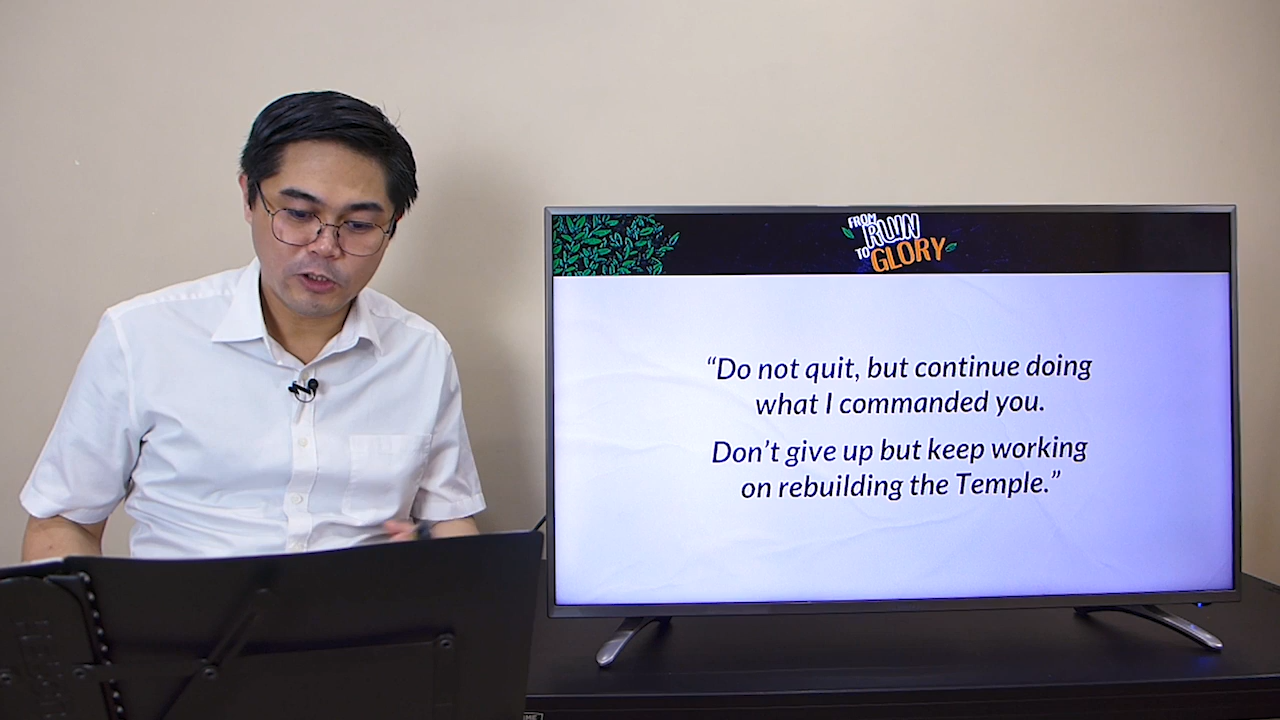 FROM
RUIN
TO
GLORY
“Do not quit, but continue doing
what I commanded you.
Don’t give up but keep working
on rebuilding the Temple.”